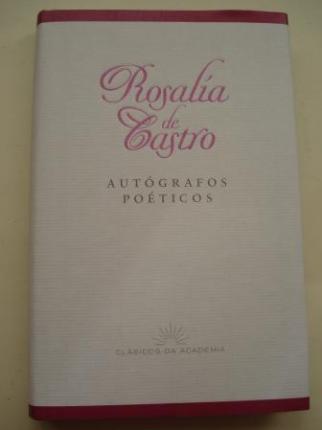 Rosalía
de
Castro
AUTÓGRAFOS
POÉTICOS
CLÁSICOS DA ACADEMIA